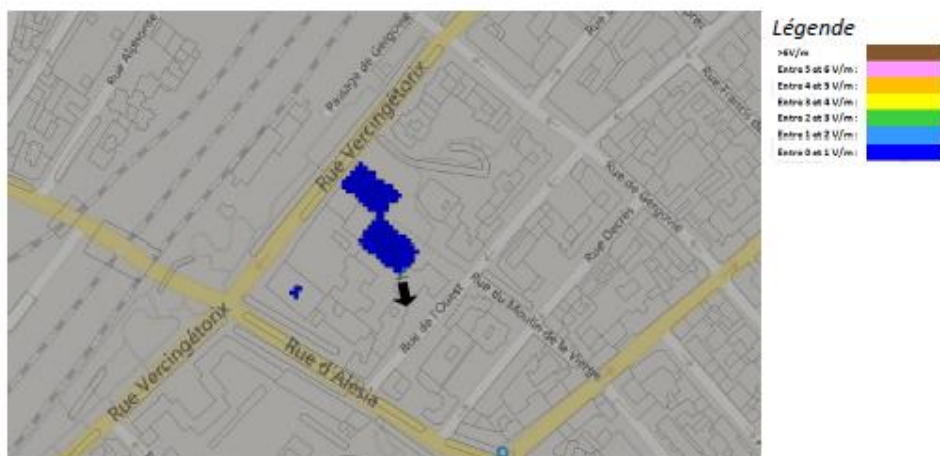 Légende
>6V/m
Entre 5 et 6 V/m :
Entre 4 et 5 V/m :
Entre 3 et 4 V/m :
Entre 2 et 3 V/m :
Entre 1 et 2 V/m :
Entre 0 et 1 V/m :
Passage de Gergovie
Rue Vercingétorix
Rue de Gergovie
Rue Decrès
Rue du Moulin de la Vierge
Rue de l'Ouest
Rue d'Alésia
Rue Vercingétorix